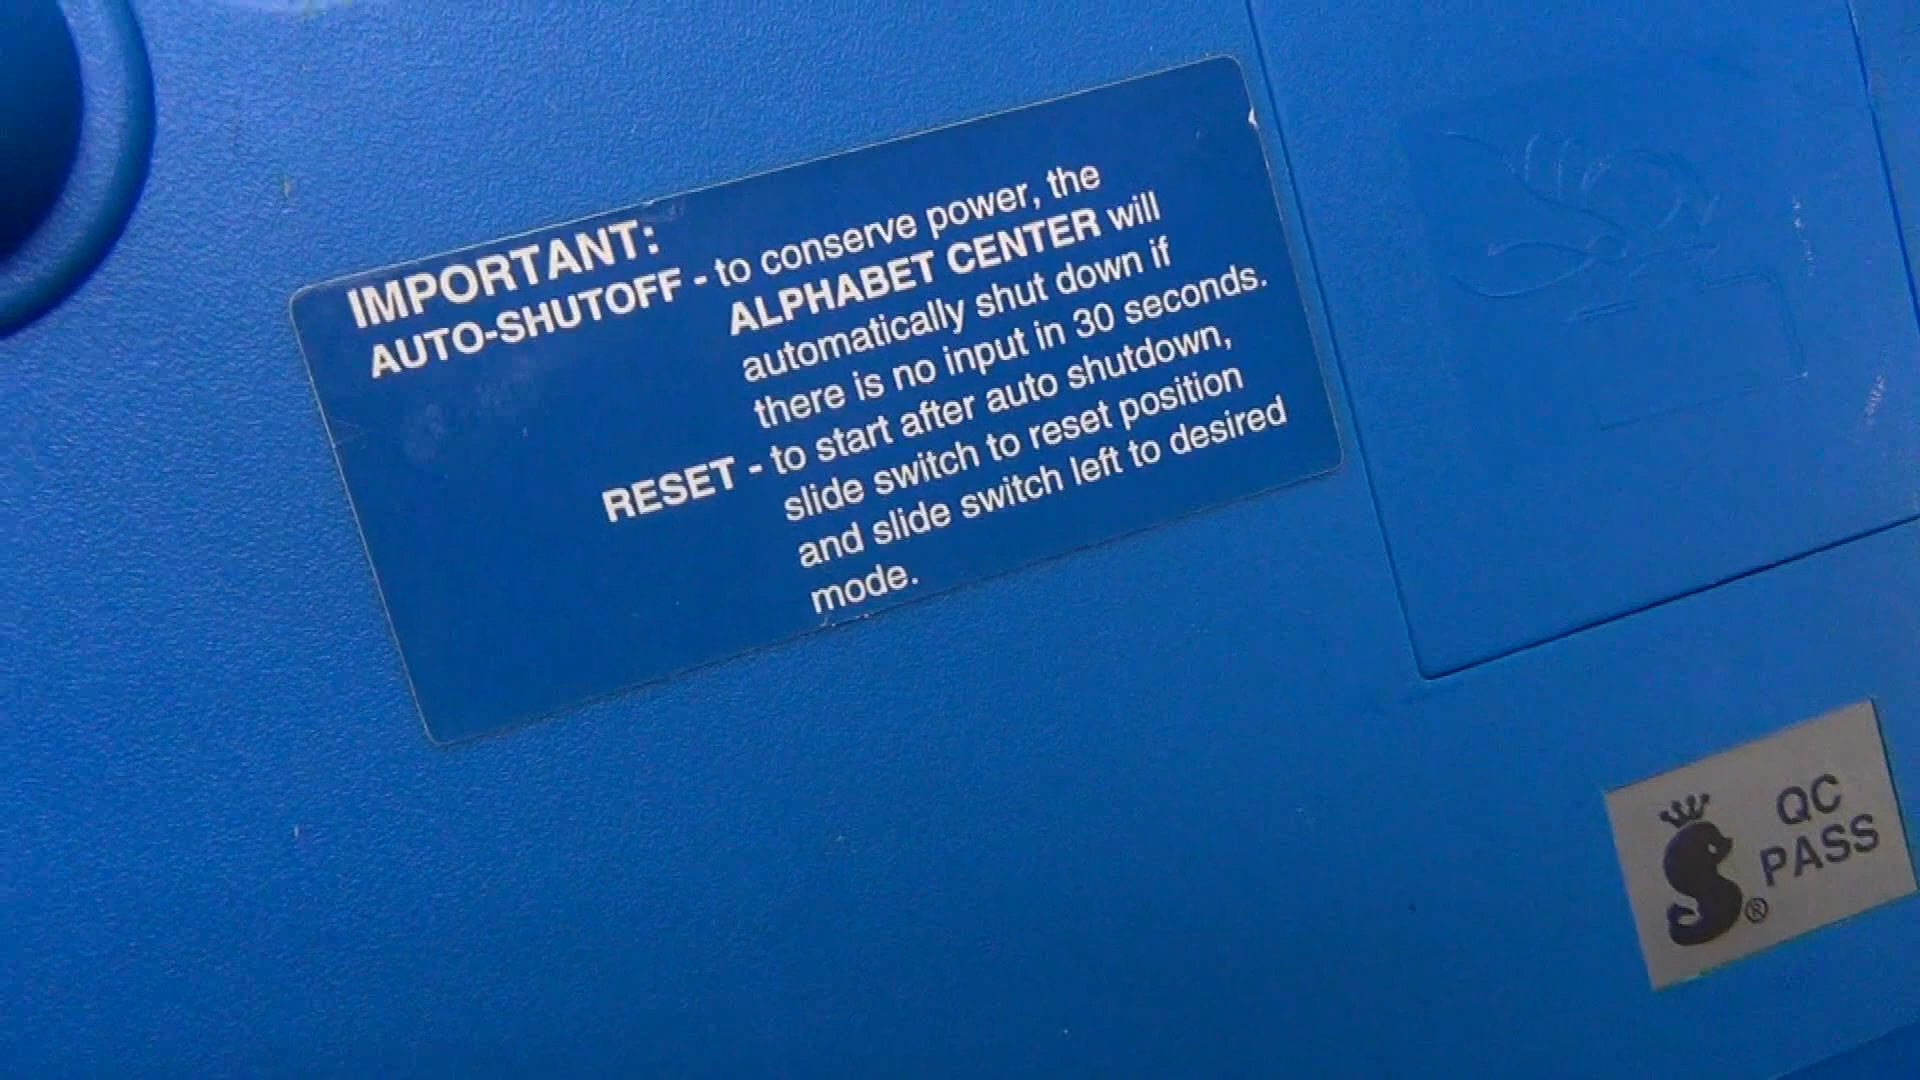 IMPORTANT:
AUTO-SHUTOFF - to conserve power, the
ALPHABET CENTER will
automatically shut down if
there is no input in 30 seconds.
RESET - to start after auto shutdown,
slide switch to reset position
and slide switch left to desired
mode.
QC
PASS
®